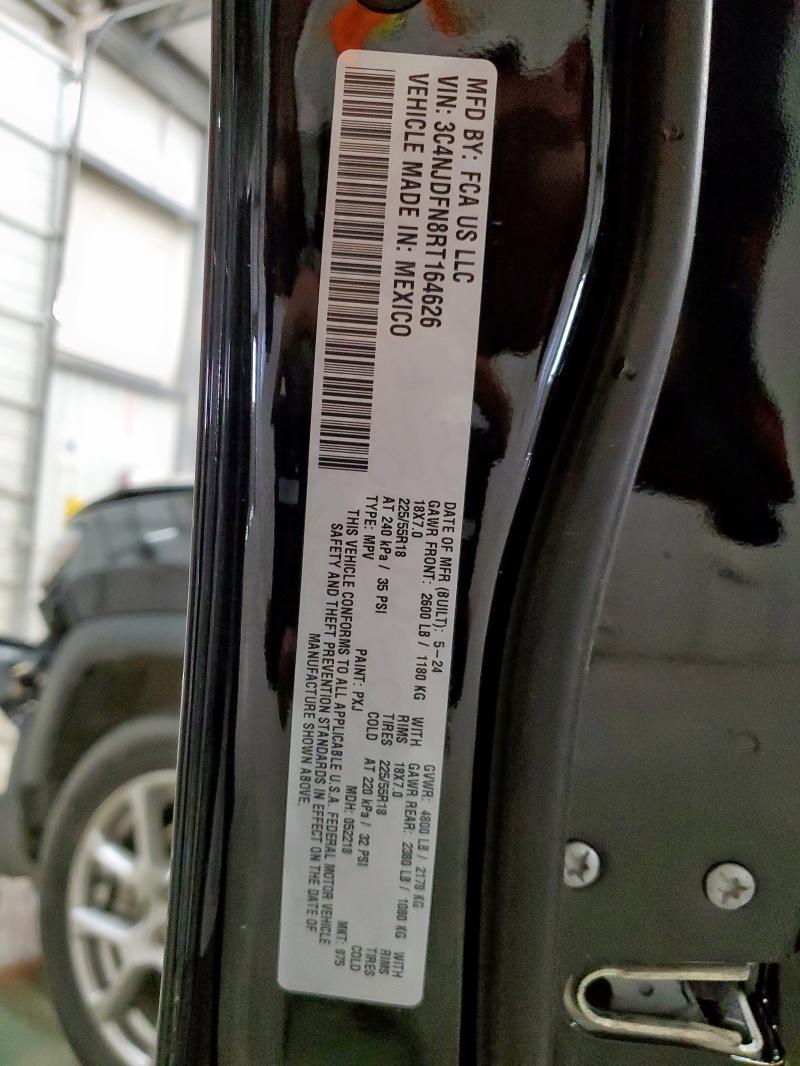 MFD BY: FCA US LLC
VIN: 3C4NJDFN8RT164626
VEHICLE MADE IN: MEXICO
DATE OF MFR (BUILT): 5-24 GVWR: 4800 LB / 2178 KG
GAWR FRONT: 2600 LB / 1180 KG WITH GAWR REAR: 2380 LB / 1080 KG WITH
18X7.0 RIMS 18X7.0 RIMS
225/55R18 TIRES 225/55R18 TIRES
AT 240 kPa / 35 PSI COLD AT 220 kPa / 32 PSI COLD
TYPE: MPV PAINT: PXJ MDH: 052218 MKT: 875
THIS VEHICLE CONFORMS TO ALL APPLICABLE U.S.A. FEDERAL MOTOR VEHICLE
SAFETY AND THEFT PREVENTION STANDARDS IN EFFECT ON THE DATE OF
MANUFACTURE SHOWN ABOVE.